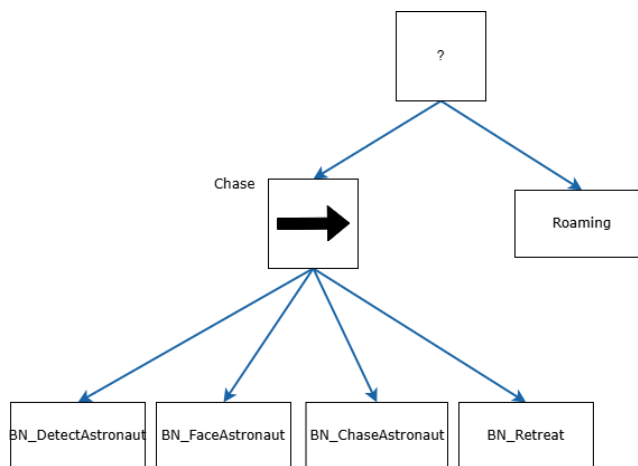 ?
Chase
Roaming
BN_DetectAstronaut
BN_FaceAstronaut
BN_ChaseAstronaut
BN_Retreat